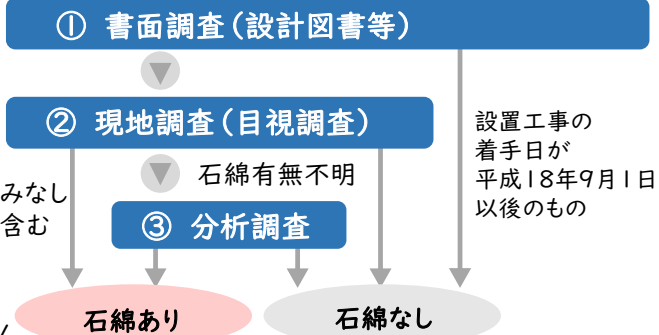 ① 書面調査(設計図書等)
② 現地調査(目視調査)
設置工事の
着手日が
平成18年9月1日
以後のもの
石綿有無不明
みなし
含む
③ 分析調査
石綿あり
石綿なし